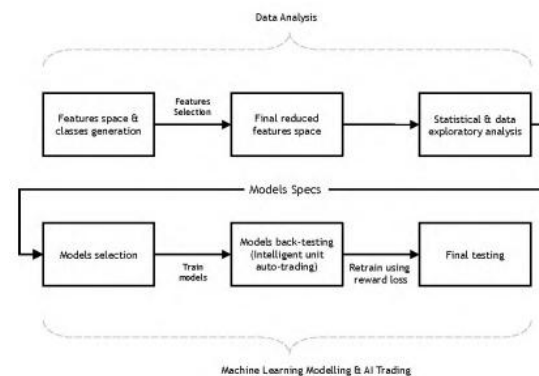 Data Analysis
Features space &
classes generation
Features
Selection
Final reduced
features space
Statistical & data
exploratory analysis
Models Specs
Models selection
Train
models
Models back-testing
(Intelligent unit
auto-trading)
Retrain using
reward loss
Final testing
Machine Learning Modelling & AI Trading